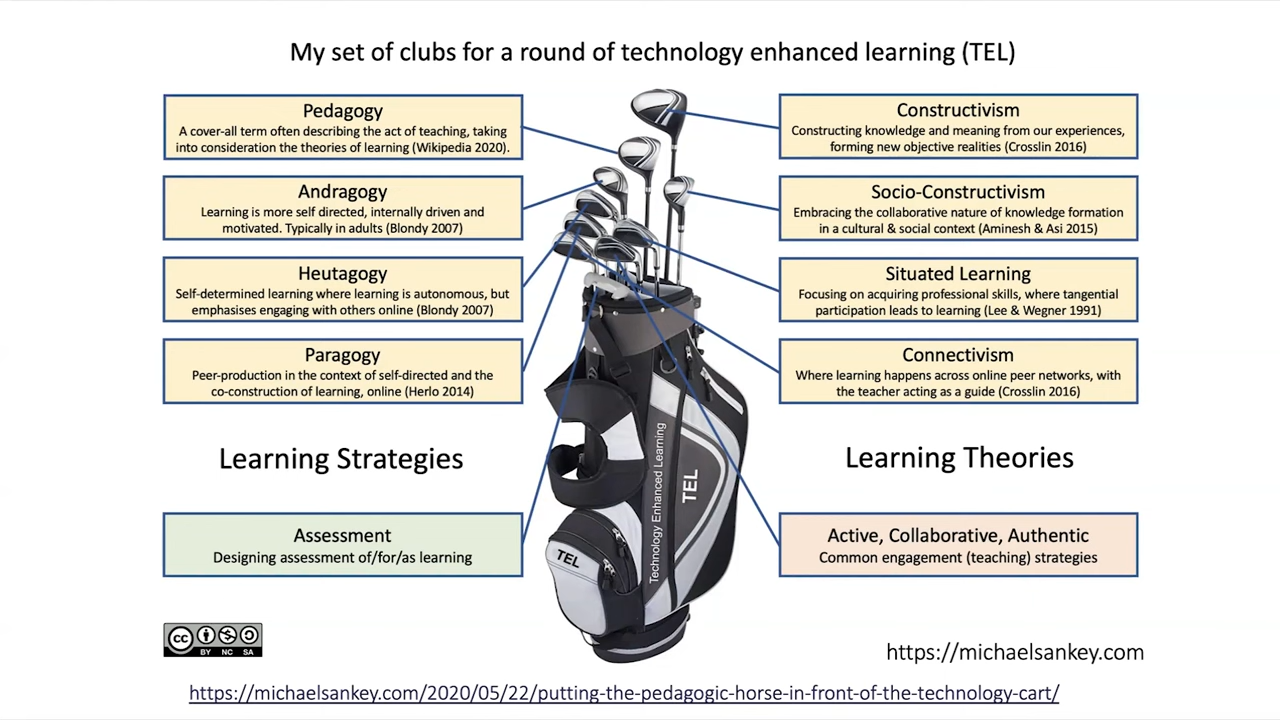 My set of clubs for a round of technology enhanced learning (TEL)
Pedagogy
A cover-all term often describing the act of teaching, taking
into consideration the theories of learning (Wikipedia 2020).
Andragogy
Learning is more self directed, internally driven and
motivated. Typically in adults (Blondy 2007)
Heutagogy
Self-determined learning where learning is autonomous, but
emphasises engaging with others online (Blondy 2007)
Paragogy
Peer-production in the context of self-directed and the
co-construction of learning, online (Herlo 2014)
Learning Strategies
Assessment
Designing assessment of/for/as learning
Constructivism
Constructing knowledge and meaning from our experiences,
forming new objective realities (Crosslin 2016)
Socio-Constructivism
Embracing the collaborative nature of knowledge formation
in a cultural & social context (Aminesh & Asi 2015)
Situated Learning
Focusing on acquiring professional skills, where tangential
participation leads to learning (Lee & Wegner 1991)
Connectivism
Where learning happens across online peer networks, with
the teacher acting as a guide (Crosslin 2016)
Learning Theories
Active, Collaborative, Authentic
Common engagement (teaching) strategies
Technology Enhanced Learning
TEL
TEL
cc
BY NC SA
https://michaelsankey.com
https://michaelsankey.com/2020/05/22/putting-the-pedagogic-horse-in-front-of-the-technology-cart/